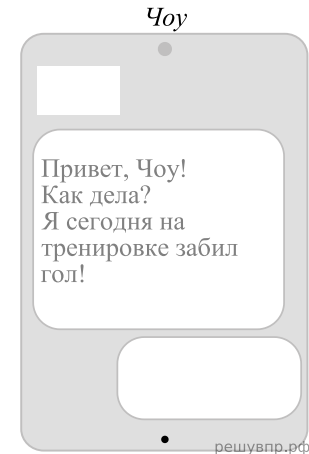 Чоу
Привет, Чоу!
Как дела?
Я сегодня на
тренировке забил
гол!
решувпр.рф